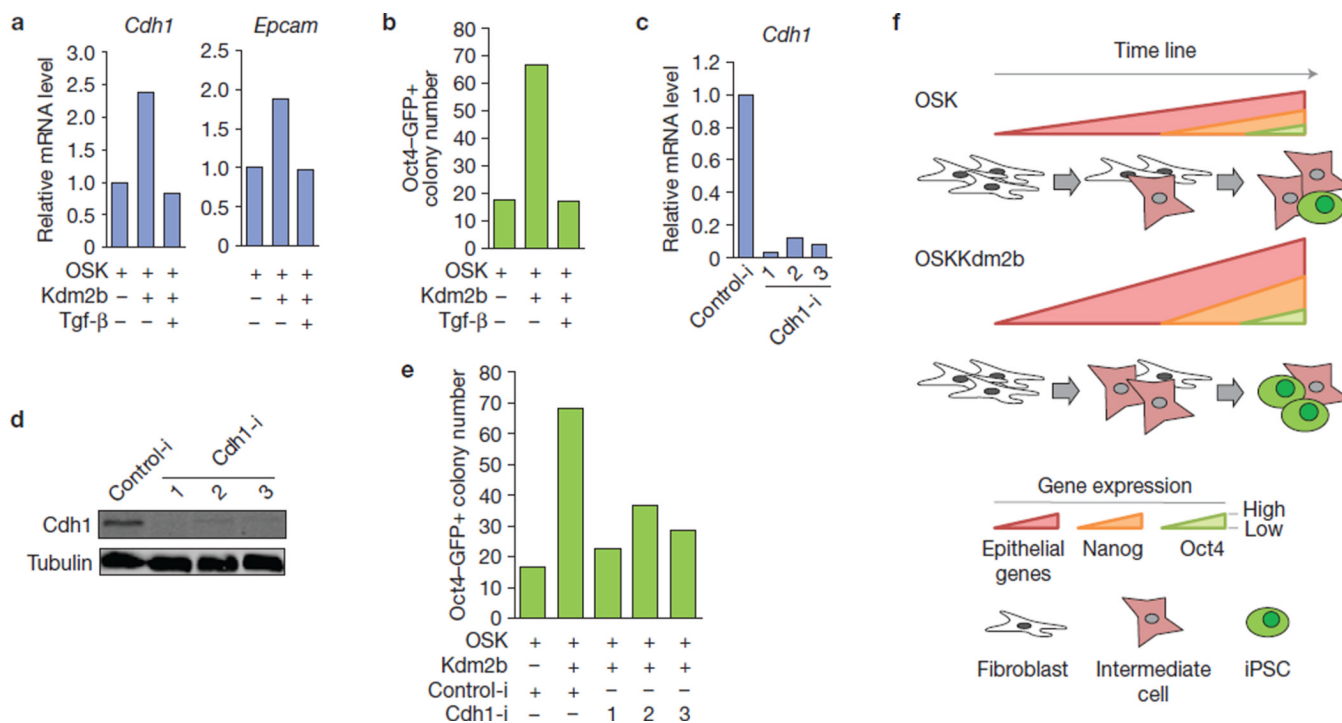 a
Cdh1
Epcam
Relative mRNA level
3.0
2.5
2.0
1.5
1.0
0.5
0
2.5
2.0
1.5
1.0
0.5
0
OSK + + + + + +
Kdm2b – + + – + +
Tgf-β – – + – – +
b
Oct4–GFP+
colony number
80
70
60
50
40
30
20
10
0
OSK + + +
Kdm2b – + +
Tgf-β – – +
c
Cdh1
Relative mRNA level
1.2
1.0
0.8
0.6
0.4
0.2
0
Control-i
1 2 3
Cdh1-i
d
Control-i
Cdh1-i
1 2 3
Cdh1
Tubulin
e
Oct4–GFP+ colony number
80
70
60
50
40
30
20
10
0
OSK + + + + +
Kdm2b – + + + +
Control-i + + – – –
Cdh1-i – – 1 2 3
f
Time line
OSK
OSKKdm2b
Gene expression
High
Low
Epithelial
genes
Nanog
Oct4
Fibroblast
Intermediate
cell
iPSC